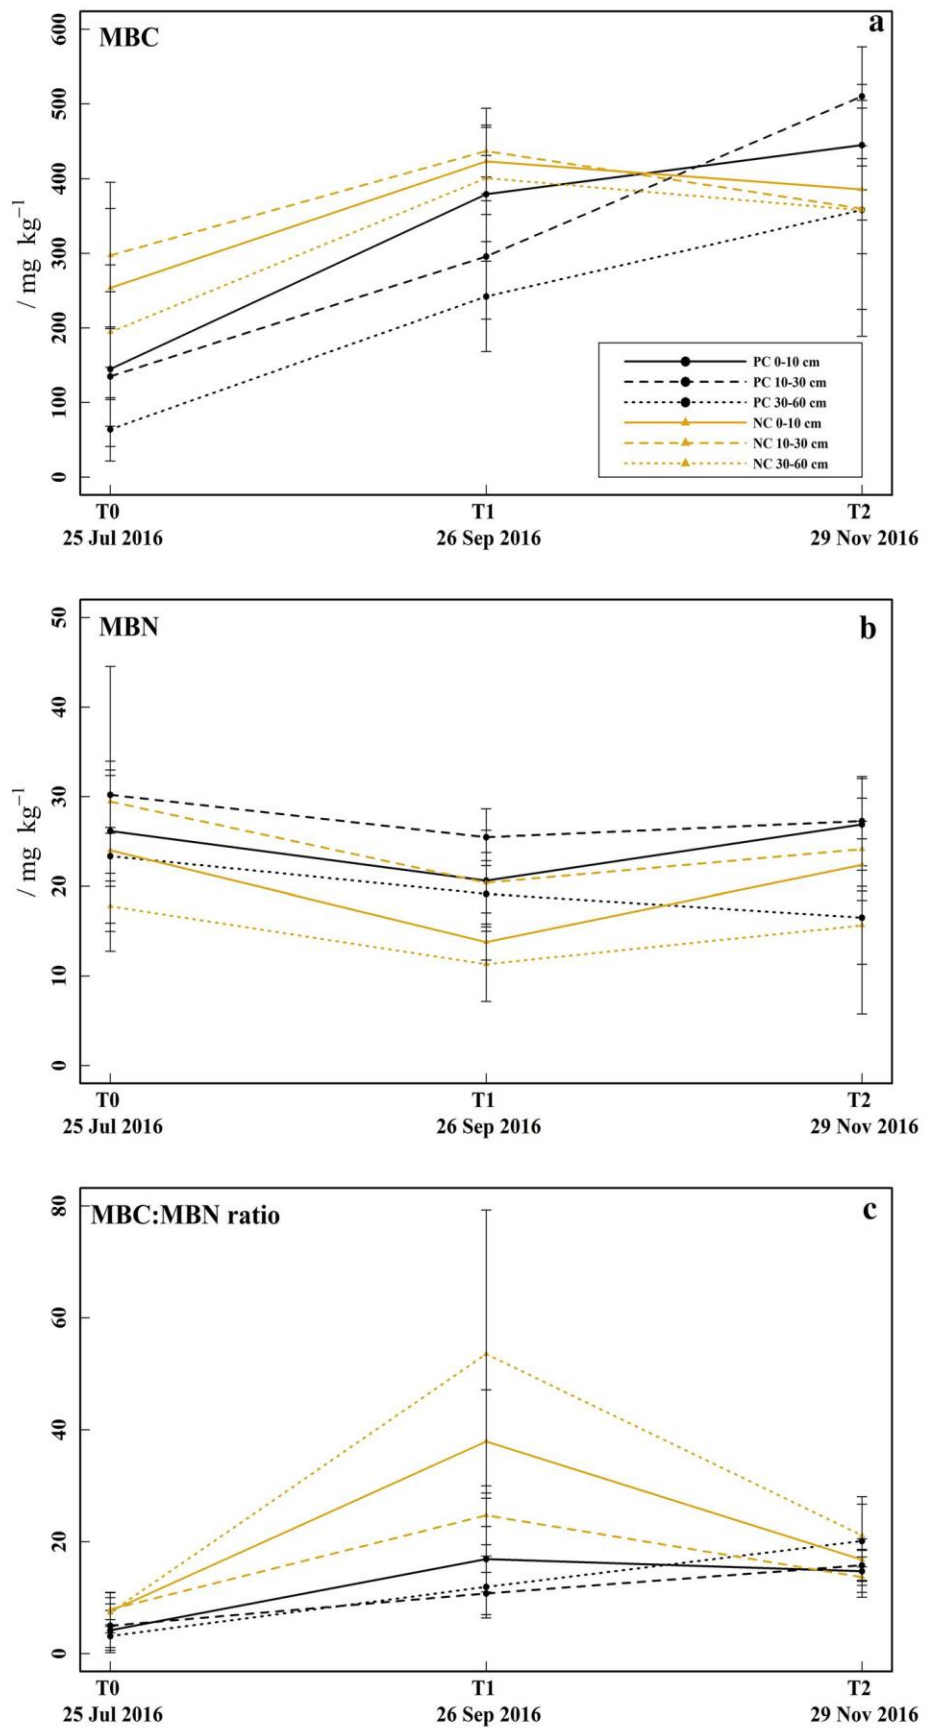 MBC
a
600
500
400
300
200
100
0
/ mg kg⁻¹
PC 0-10 cm
PC 10-30 cm
PC 30-60 cm
NC 0-10 cm
NC 10-30 cm
NC 30-60 cm
T0 T1 T2
25 Jul 2016 26 Sep 2016 29 Nov 2016
MBN
b
50
40
30
20
10
0
/ mg kg⁻¹
T0 T1 T2
25 Jul 2016 26 Sep 2016 29 Nov 2016
MBC:MBN ratio
c
80
60
40
20
0
T0 T1 T2
25 Jul 2016 26 Sep 2016 29 Nov 2016